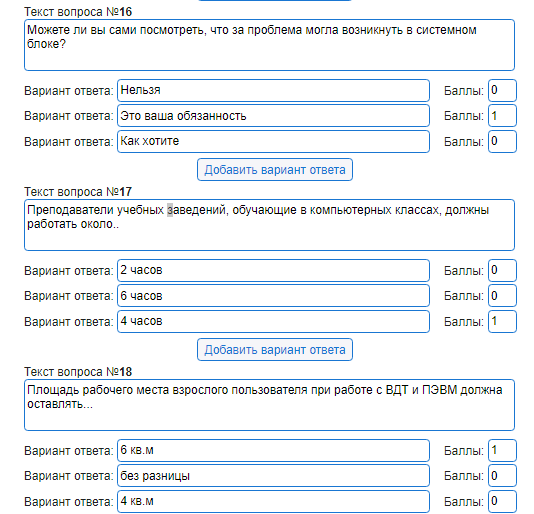 Текст вопроса №16
Можете ли вы сами посмотреть, что за проблема могла возникнуть в системном
блоке?
Вариант ответа: Нельзя Баллы: 0
Вариант ответа: Это ваша обязанность Баллы: 1
Вариант ответа: Как хотите Баллы: 0
Добавить вариант ответа
Текст вопроса №17
Преподаватели учебных заведений, обучающие в компьютерных классах, должны
работать около..
Вариант ответа: 2 часов Баллы: 0
Вариант ответа: 6 часов Баллы: 0
Вариант ответа: 4 часов Баллы: 1
Добавить вариант ответа
Текст вопроса №18
Площадь рабочего места взрослого пользователя при работе с ВДТ и ПЭВМ должна
оставлять...
Вариант ответа: 6 кв.м Баллы: 1
Вариант ответа: без разницы Баллы: 0
Вариант ответа: 4 кв.м Баллы: 0